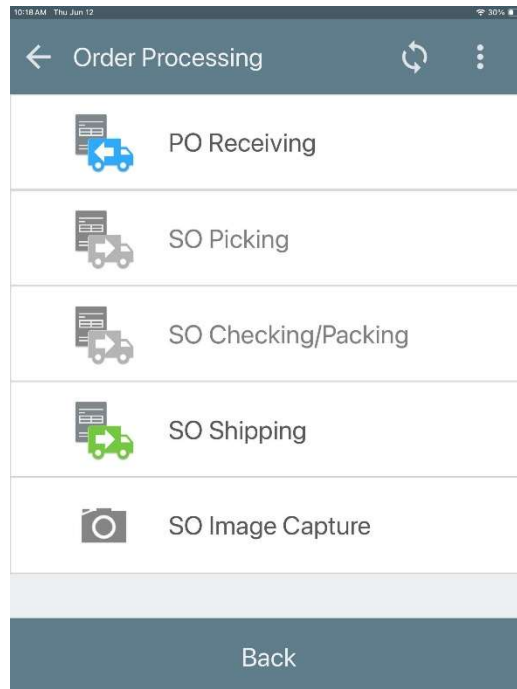 10:18 AM Thu Jun 12
30%
Order Processing
PO Receiving
SO Picking
SO Checking/Packing
SO Shipping
SO Image Capture
Back